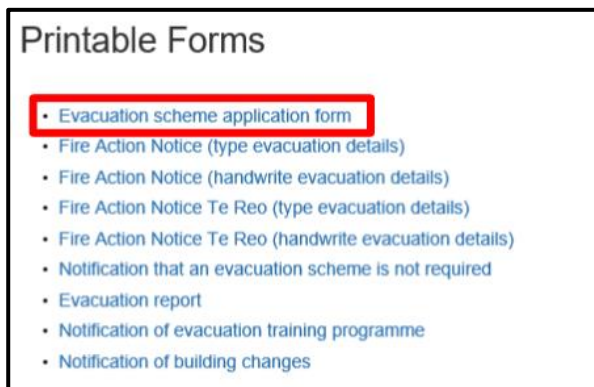 Printable Forms
• Evacuation scheme application form
• Fire Action Notice (type evacuation details)
• Fire Action Notice (handwrite evacuation details)
• Fire Action Notice Te Reo (type evacuation details)
• Fire Action Notice Te Reo (handwrite evacuation details)
• Notification that an evacuation scheme is not required
• Evacuation report
• Notification of evacuation training programme
• Notification of building changes